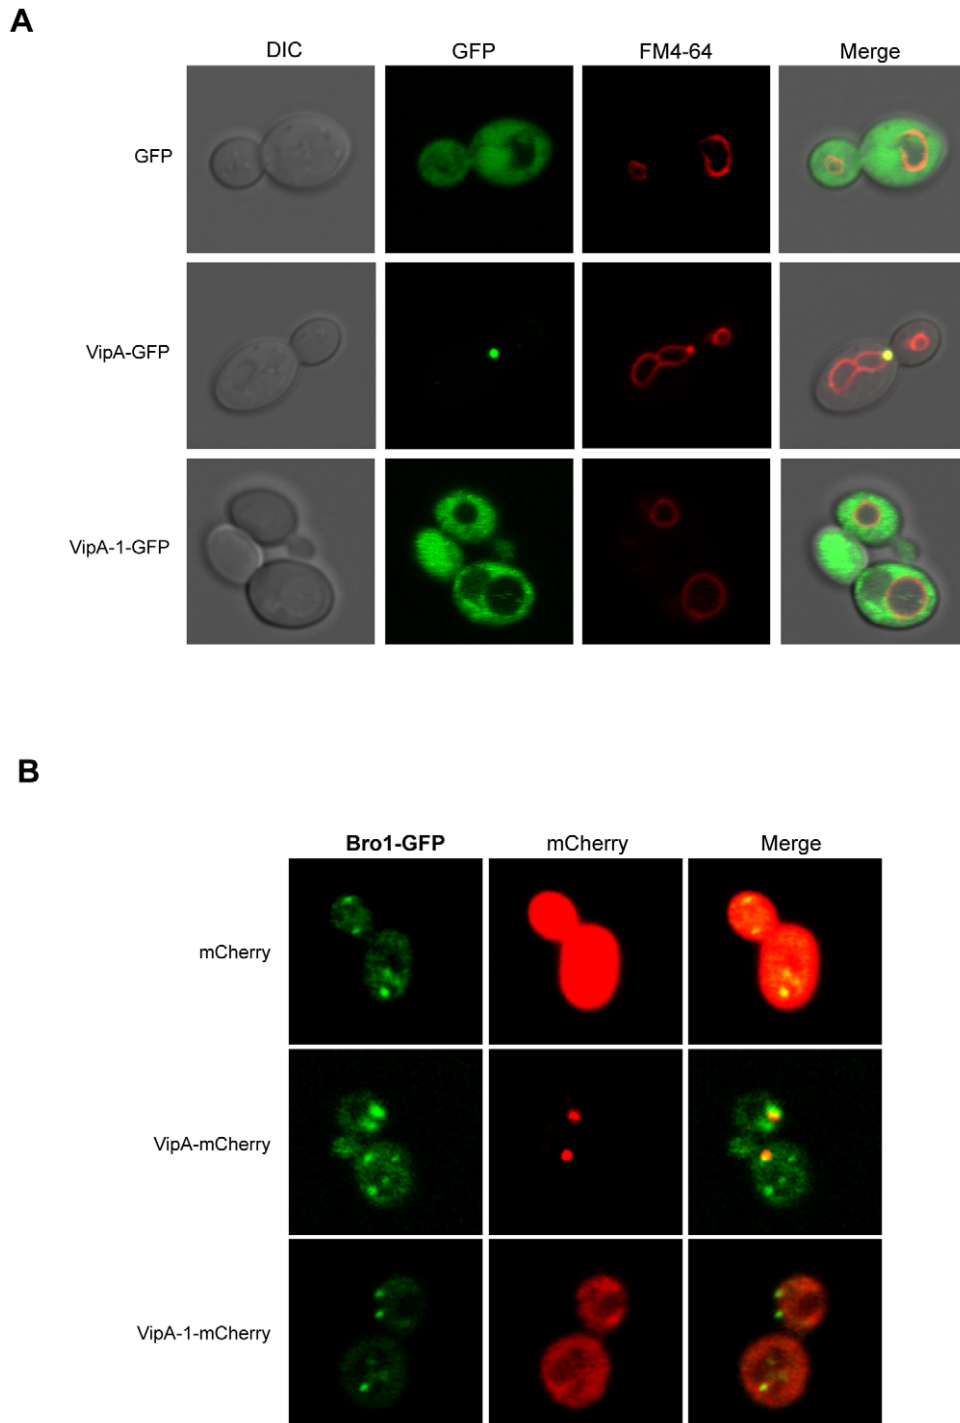 A
DIC GFP FM4-64 Merge
GFP
VipA-GFP
VipA-1-GFP
B
Bro1-GFP mCherry Merge
mCherry
VipA-mCherry
VipA-1-mCherry